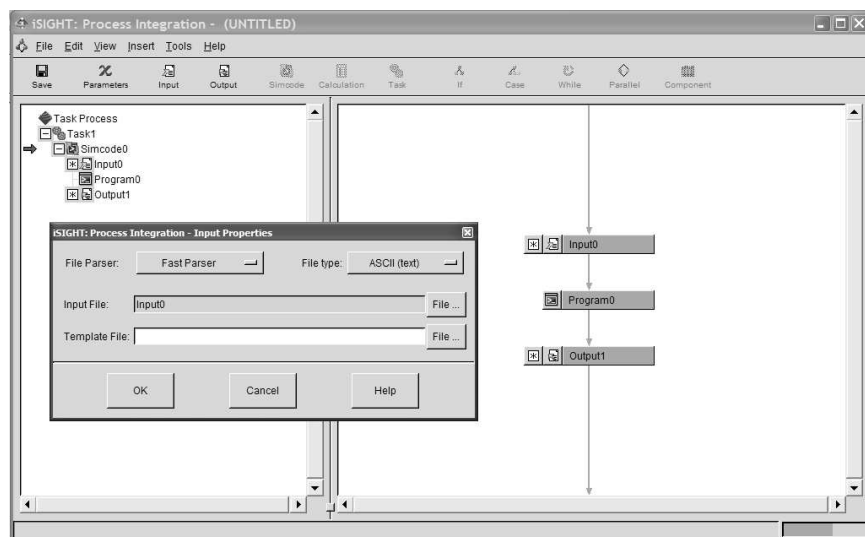 iSIGHT: Process Integration - (UNTITLED)
File Edit View Insert Tools Help
Save Parameters Input Output Simcode Calculation Task If Case While Parallel Component
Task Process
Task1
Simcode0
Input0
Program0
Output1
iSIGHT: Process Integration - Input Properties
File Parser: Fast Parser File type: ASCII (text)
Input File: Input0 File ...
Template File: File ...
OK Cancel Help
Input0
Program0
Output1